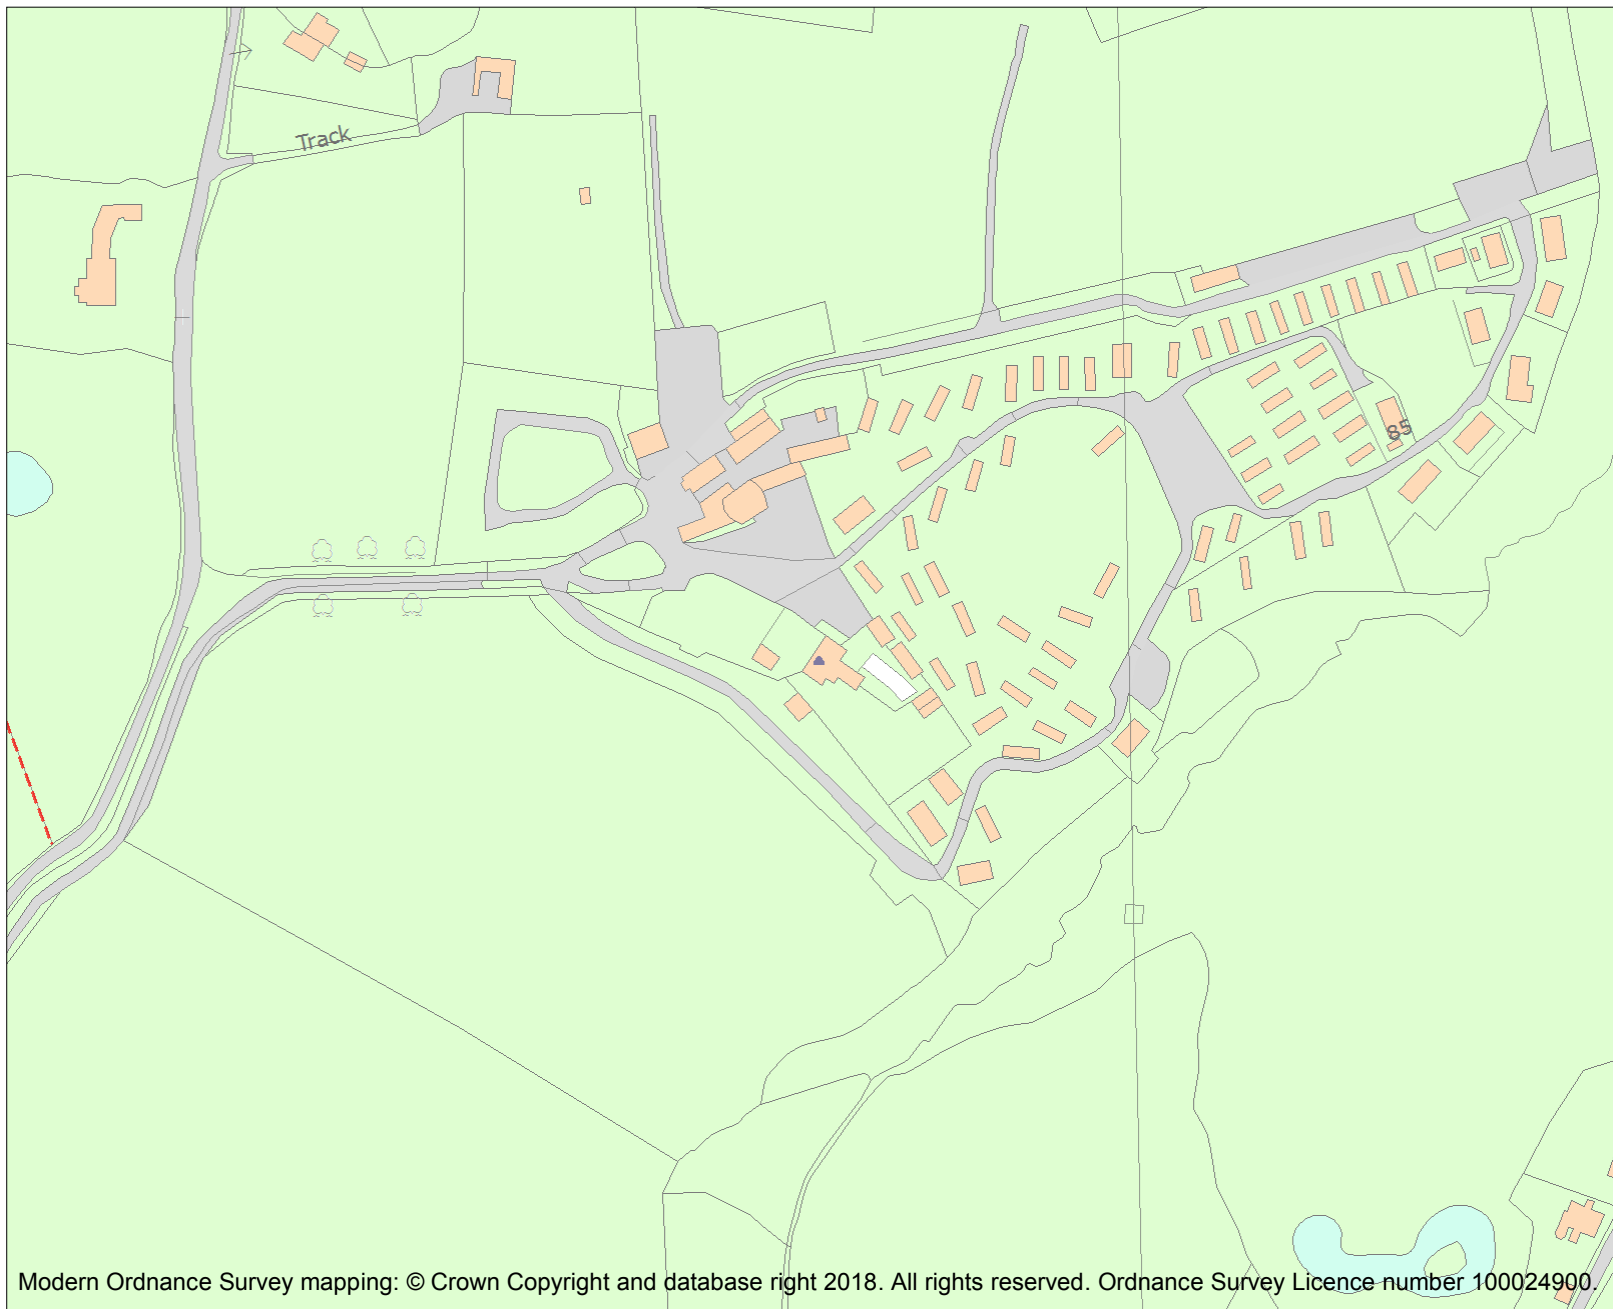 Track
85
Modern Ordnance Survey mapping: © Crown Copyright and database right 2018. All rights reserved. Ordnance Survey Licence number 100024900.